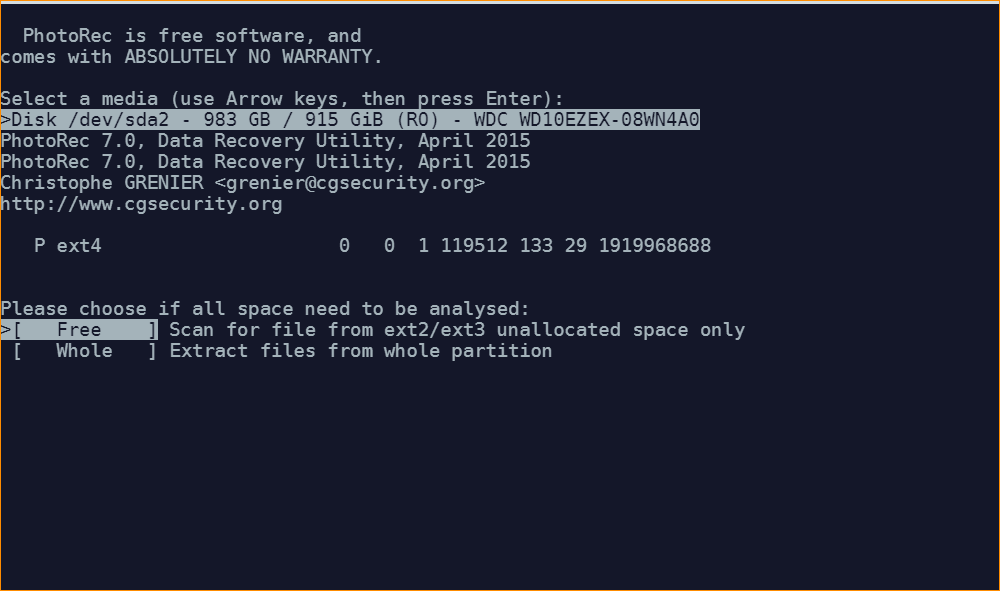 PhotoRec is free software, and
comes with ABSOLUTELY NO WARRANTY.
Select a media (use Arrow keys, then press Enter):
>Disk /dev/sda2 - 983 GB / 915 GiB (RO) - WDC WD10EZEX-08WN4A0
PhotoRec 7.0, Data Recovery Utility, April 2015
PhotoRec 7.0, Data Recovery Utility, April 2015
Christophe GRENIER <grenier@cgsecurity.org>
http://www.cgsecurity.org
P ext4 0 0 1 119512 133 29 1919968688
Please choose if all space need to be analysed:
>[ Free ] Scan for file from ext2/ext3 unallocated space only
[ Whole ] Extract files from whole partition